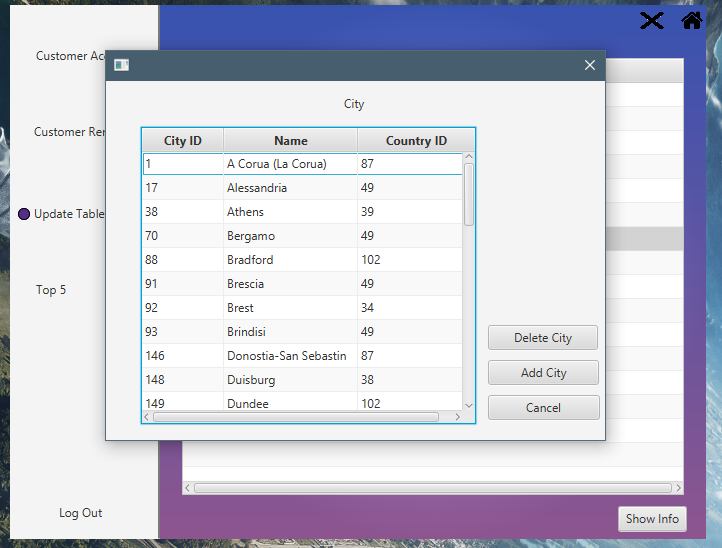 Customer Acc
Customer Ren
Update Table
Top 5
Log Out
City
City ID Name Country ID
1 A Corua (La Corua) 87
17 Alessandria 49
38 Athens 39
70 Bergamo 49
88 Bradford 102
91 Brescia 49
92 Brest 34
93 Brindisi 49
146 Donostia-San Sebastin 87
148 Duisburg 38
149 Dundee 102
Delete City
Add City
Cancel
Show Info